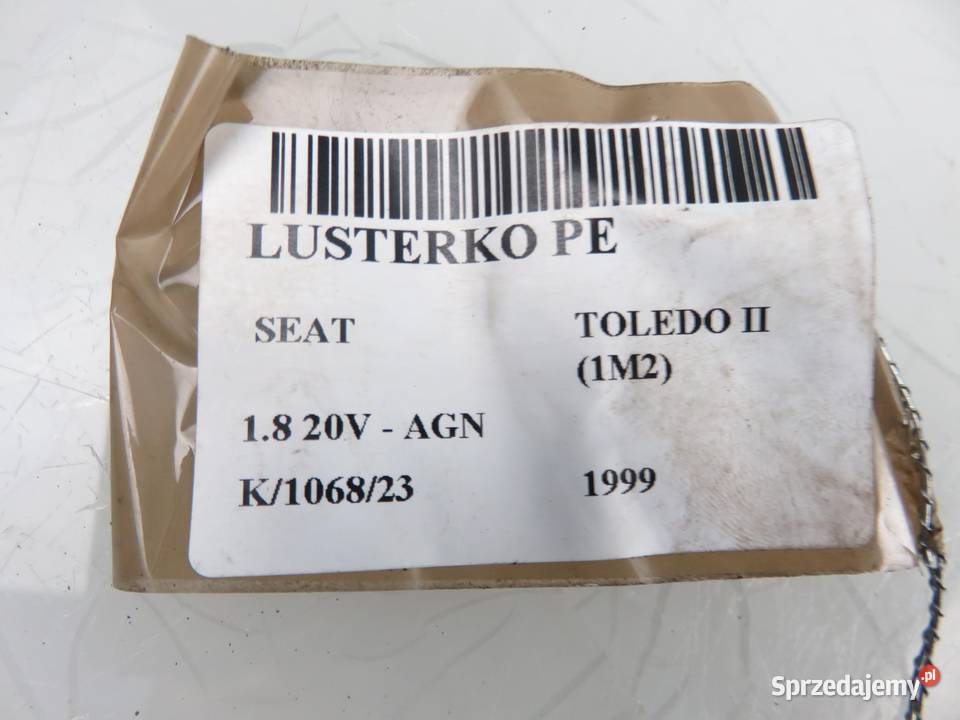 LUSTERKO PE
SEAT TOLEDO II
(1M2)
1.8 20V - AGN
K/1068/23 1999
Sprzedajemy.pl